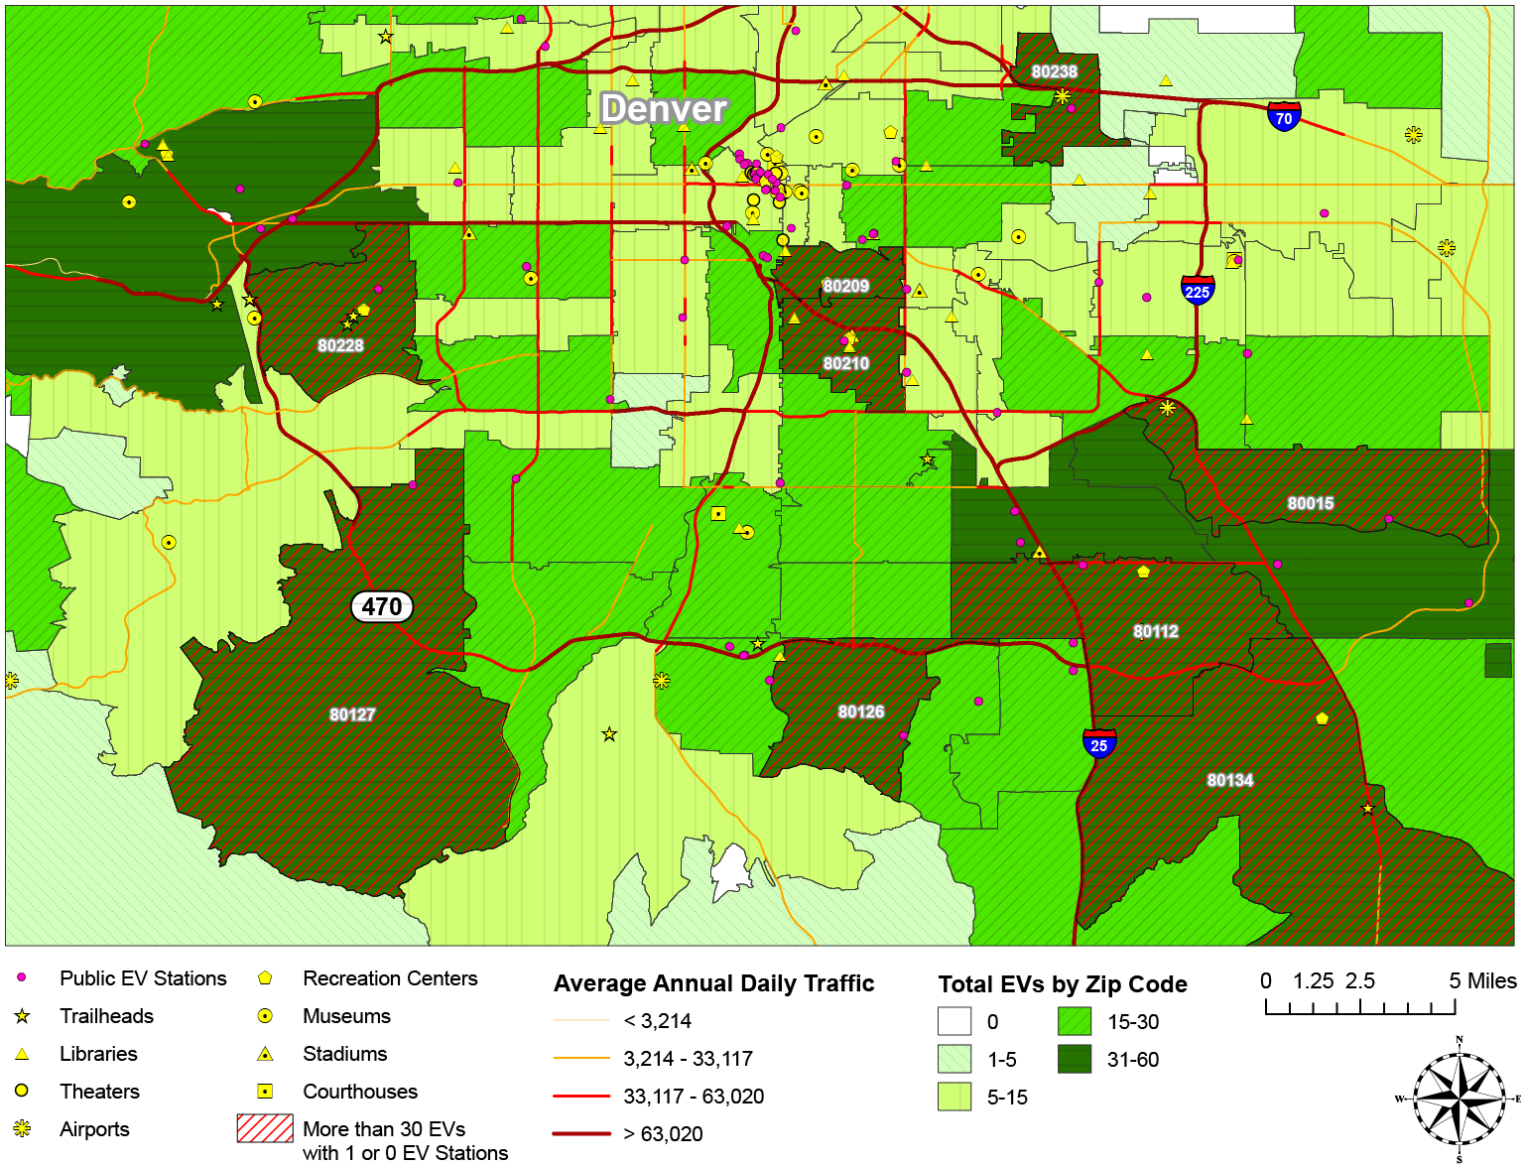 80238
Denver
70
80209
225
80228
80210
80015
470
80112
80127
80126
25
80134
Public EV Stations
Trailheads
Libraries
Theaters
Airports
Recreation Centers
Museums
Stadiums
Courthouses
More than 30 EVs
with 1 or 0 EV Stations
Average Annual Daily Traffic
< 3,214
3,214 - 33,117
33,117 - 63,020
> 63,020
Total EVs by Zip Code
0
1-5
5-15
15-30
31-60
0 1.25 2.5 5 Miles
N
W E
S